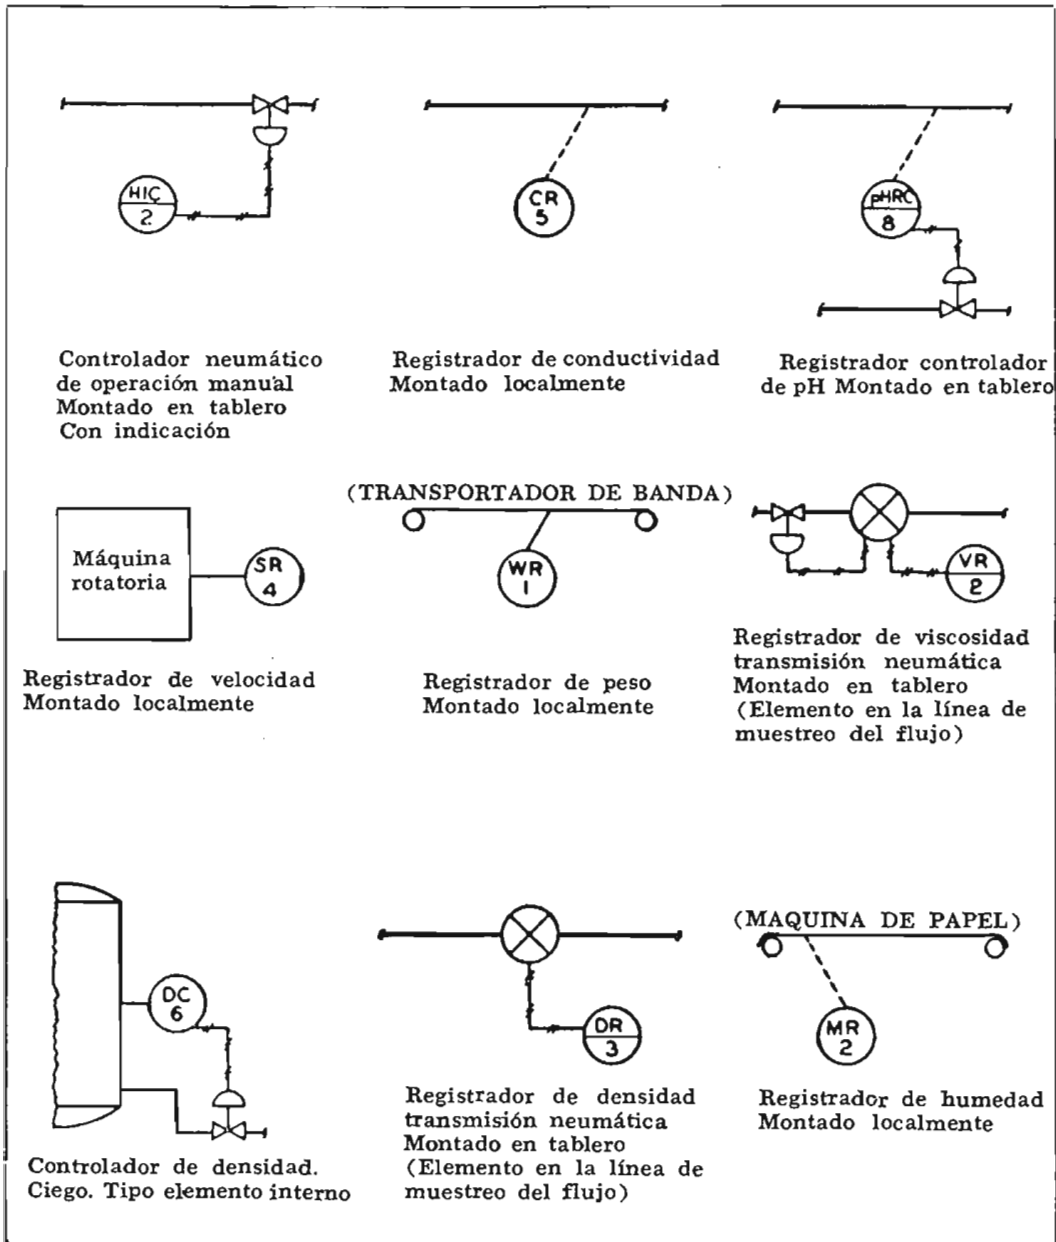 HIC
2
Controlador neumático
de operación manual
Montado en tablero
Con indicación
CR
5
Registrador de conductividad
Montado localmente
pHRC
8
Registrador controlador
de pH Montado en tablero
Máquina
rotatoria
SR
4
Registrador de velocidad
Montado localmente
(TRANSPORTADOR DE BANDA)
WR
1
Registrador de peso
Montado localmente
VR
2
Registrador de viscosidad
transmisión neumática
Montado en tablero
(Elemento en la línea de
muestreo del flujo)
DC
6
Controlador de densidad.
Ciego. Tipo elemento interno
DR
3
Registrador de densidad
transmisión neumática
Montado en tablero
(Elemento en la línea de
muestreo del flujo)
(MAQUINA DE PAPEL)
MR
2
Registrador de humedad
Montado localmente